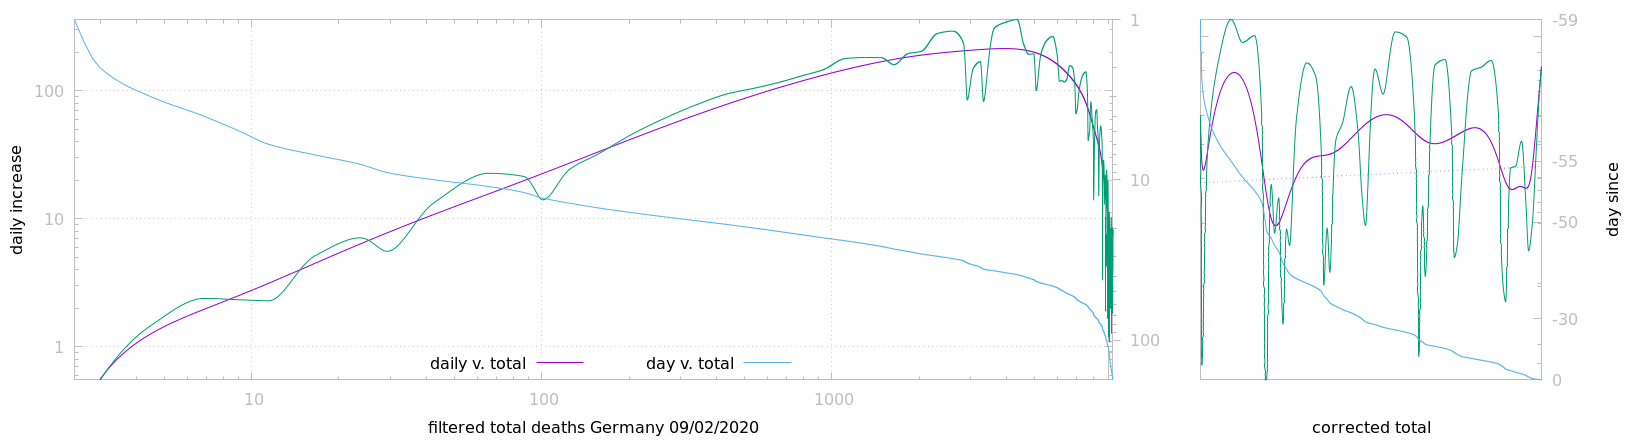 daily increase
100
10
1
10
100
1000
daily v. total
day v. total
1
10
100
filtered total deaths Germany 09/02/2020
-59
-55
-50
-30
0
day since
corrected total